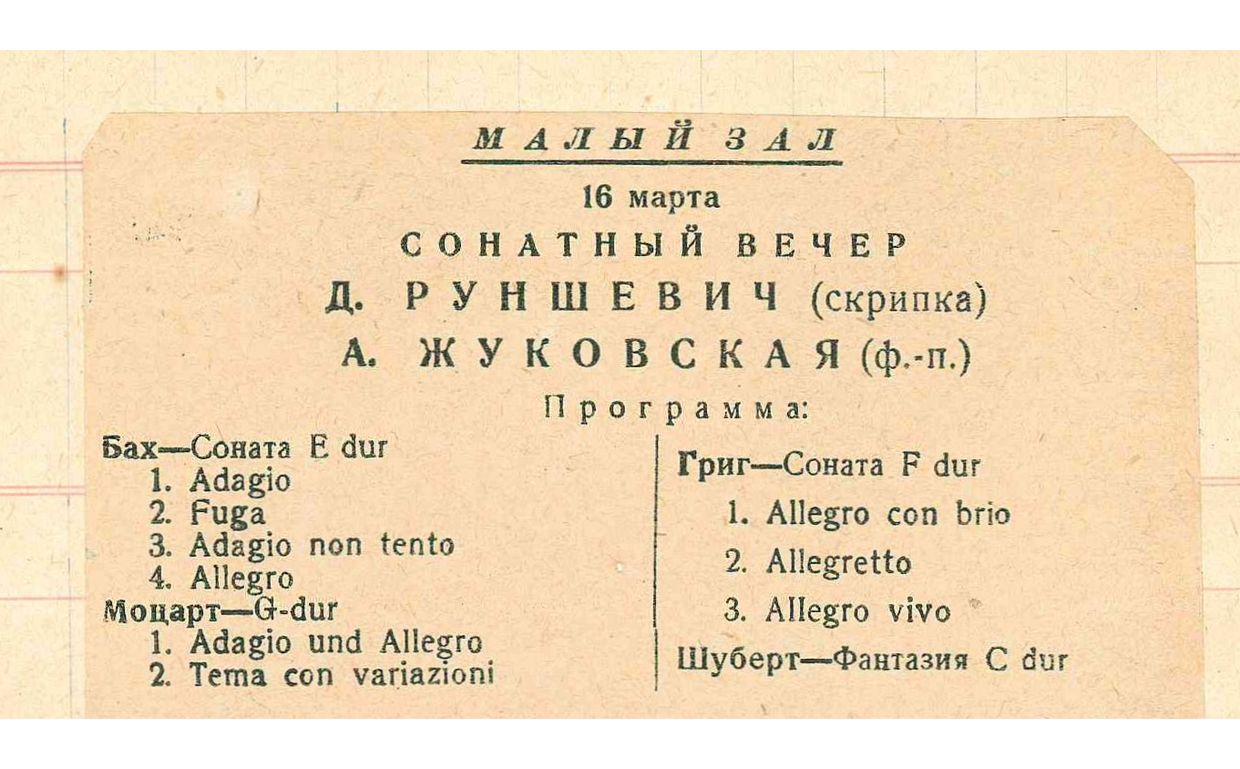 МАЛЫЙ ЗАЛ
16 марта
СОНАТНЫЙ ВЕЧЕР
Д. РУНШЕВИЧ (скрипка)
А. ЖУКОВСКАЯ (ф.-п.)
Программа:
Бах—Соната E dur
1. Adagio
2. Fuga
3. Adagio non tento
4. Allegro
Моцарт—G-dur
1. Adagio und Allegro
2. Tema con variazioni
Григ—Соната F dur
1. Allegro con brio
2. Allegretto
3. Allegro vivo
Шуберт—Фантазия C dur